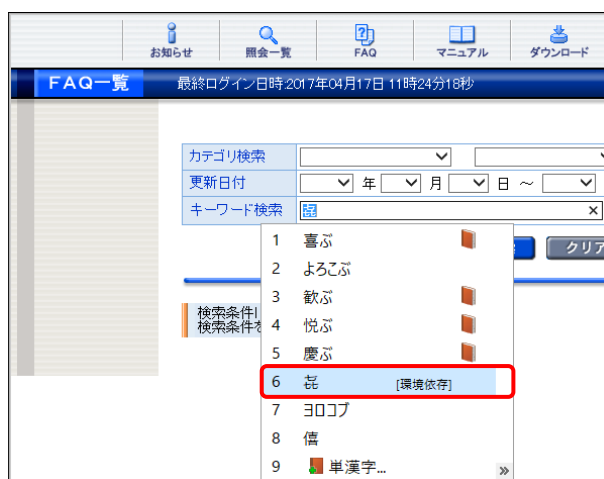 お知らせ 照会一覧 FAQ マニュアル ダウンロード
FAQ一覧 最終ログイン日時:2017年04月17日 11時24分18秒
カテゴリ検索
更新日付 年 月 日 ～
キーワード検索 㐂 ×
クリア
検索条件
検索条件を
1 喜ぶ
2 よろこぶ
3 歓ぶ
4 悦ぶ
5 慶ぶ
6 㐂 [環境依存]
7 ヨロコブ
8 僖
9 単漢字... »